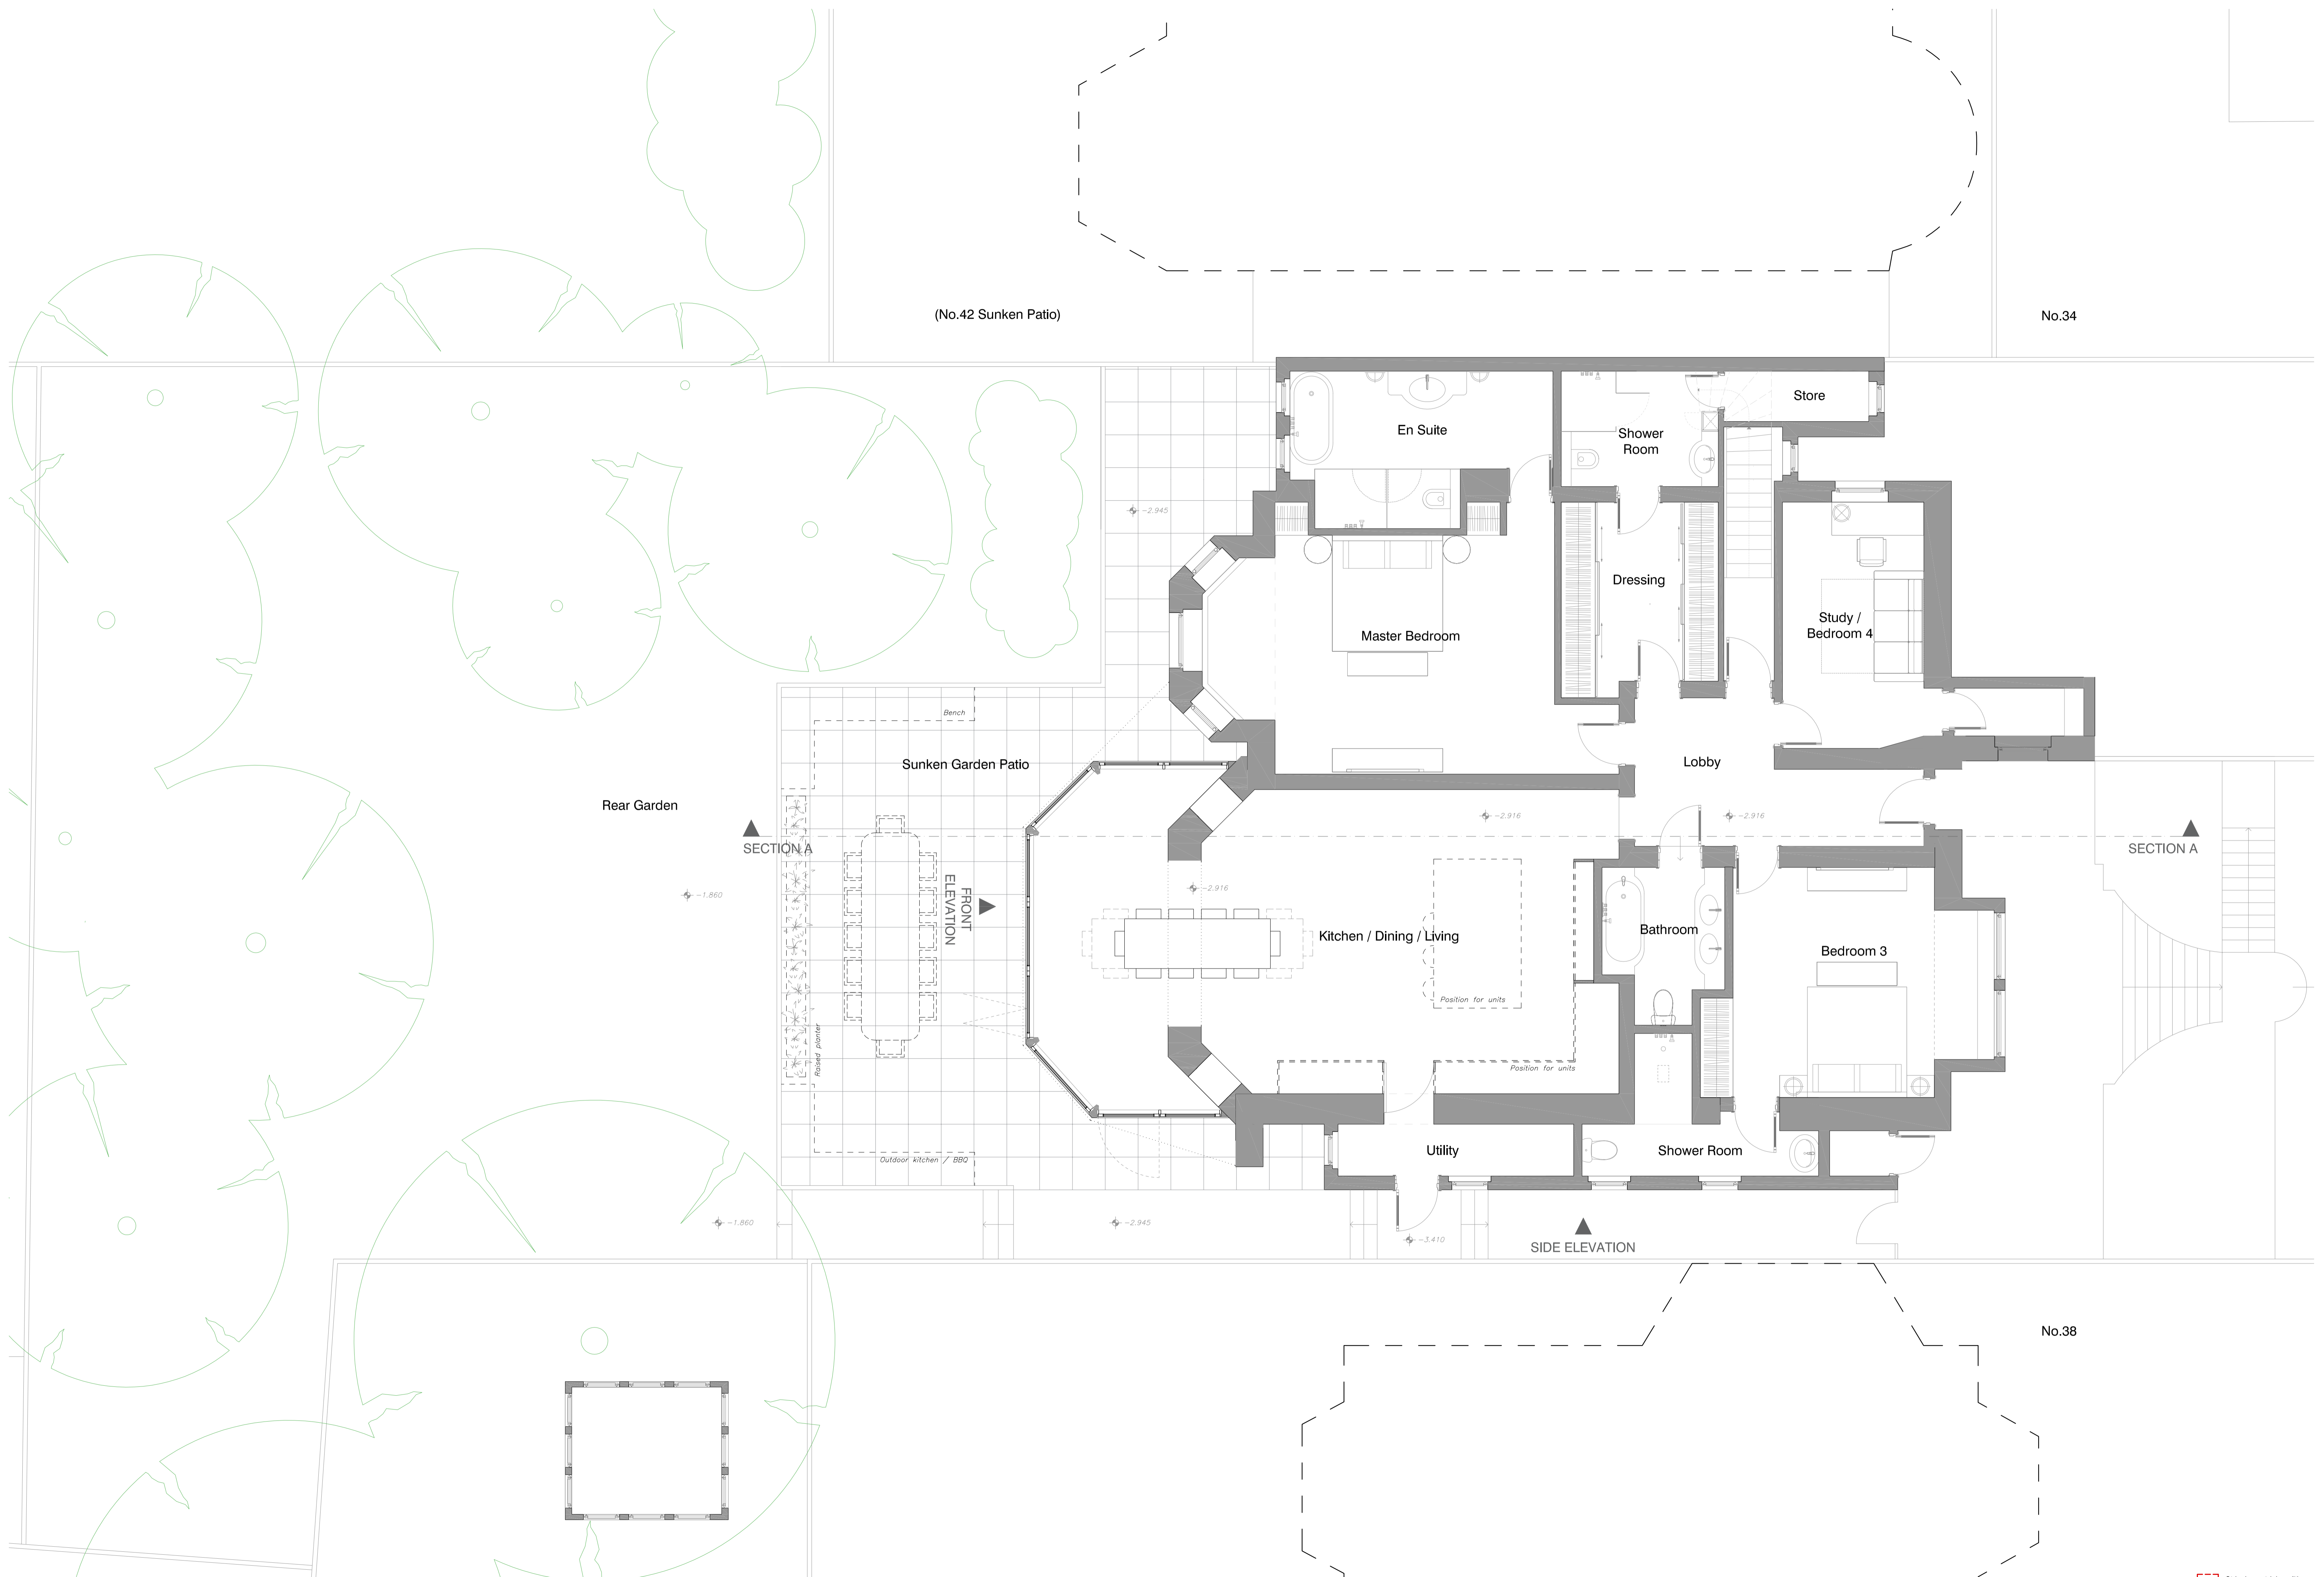 (No.42 Sunken Patio)
No.34
Store
En Suite
Shower
Room
-2.945
Dressing
Master Bedroom
Study /
Bedroom 4
Bench
Sunken Garden Patio
Lobby
Rear Garden
-2.916
-2.916
SECTION A
SECTION A
-1.860
-2.916
FRONT
ELEVATION
Kitchen / Dining / Living
Bathroom
Bedroom 3
Position for units
Raised planter
Position for units
Outdoor kitchen / BBQ
Utility
Shower Room
-1.860
-2.945
-3.410
SIDE ELEVATION
No.38